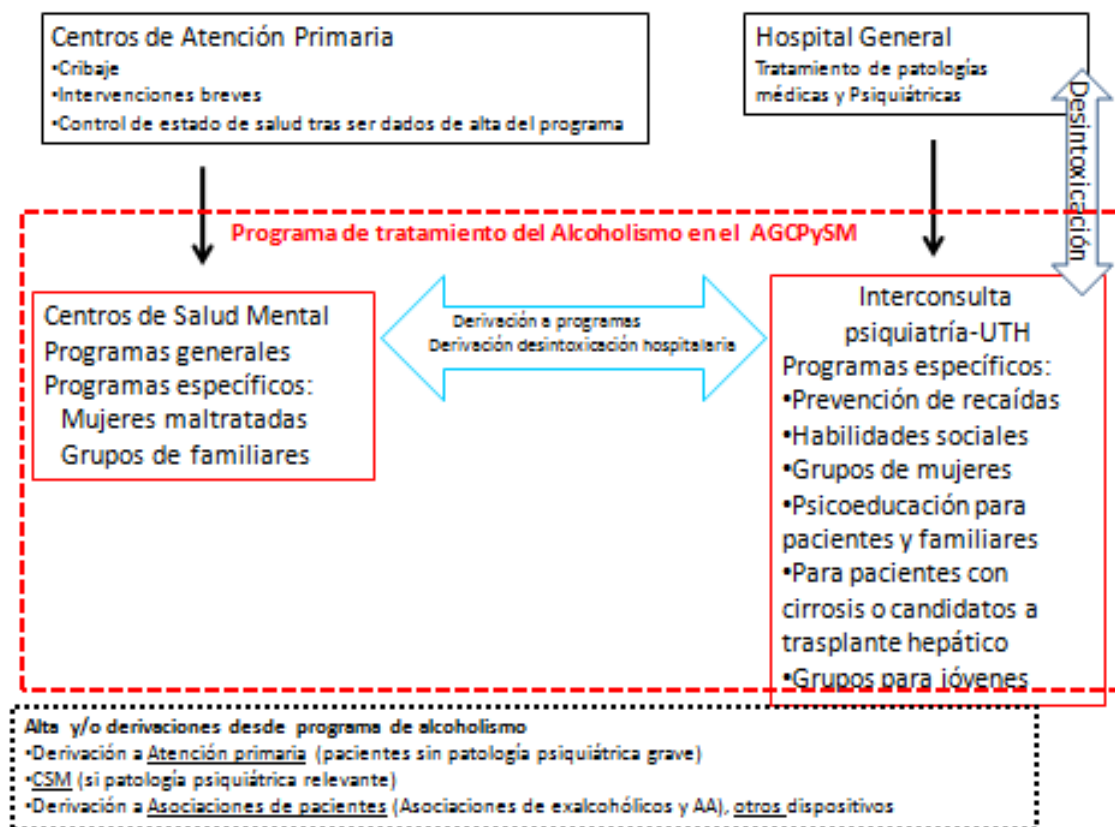 Centros de Atención Primaria
•Cribaje
•Intervenciones breves
•Control de estado de salud tras ser dados de alta del programa
Hospital General
Tratamiento de patologías
médicas y Psiquiátricas
Desintoxicación
Programa de tratamiento del Alcoholismo en el AGCPySM
Centros de Salud Mental
Programas generales
Programas específicos:
Mujeres maltratadas
Grupos de familiares
Derivación a programas
Derivación desintoxicación hospitalaria
Interconsulta
psiquiatría-UTH
Programas específicos:
•Prevención de recaídas
•Habilidades sociales
•Grupos de mujeres
•Psicoeducación para
pacientes y familiares
•Para pacientes con
cirrosis o candidatos a
trasplante hepático
•Grupos para jóvenes
Alta y/o derivaciones desde programa de alcoholismo
•Derivación a Atención primaria (pacientes sin patología psiquiátrica grave)
•CSM (si patología psiquiátrica relevante)
•Derivación a Asociaciones de pacientes (Asociaciones de exalcohólicos y AA), otros dispositivos